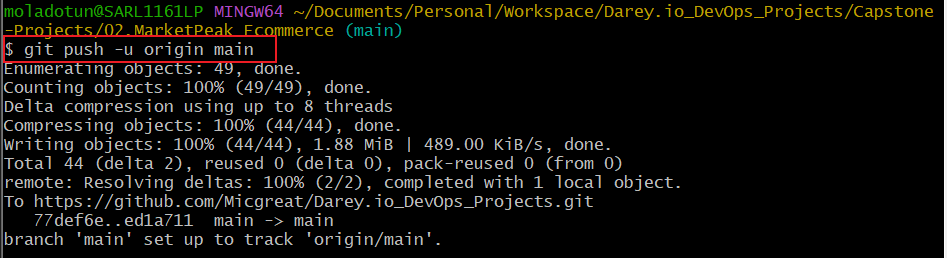 moladotun@SARL1161LP MINGW64 ~/Documents/Personal/Workspace/Darey.io_DevOps_Projects/Capstone
-Projects/02.MarketPeak_Ecommerce (main)
$ git push -u origin main
Enumerating objects: 49, done.
Counting objects: 100% (49/49), done.
Delta compression using up to 8 threads
Compressing objects: 100% (44/44), done.
Writing objects: 100% (44/44), 1.88 MiB | 489.00 KiB/s, done.
Total 44 (delta 2), reused 0 (delta 0), pack-reused 0 (from 0)
remote: Resolving deltas: 100% (2/2), completed with 1 local object.
To https://github.com/Micgreat/Darey.io_DevOps_Projects.git
   77def6e..ed1a711  main -> main
branch 'main' set up to track 'origin/main'.